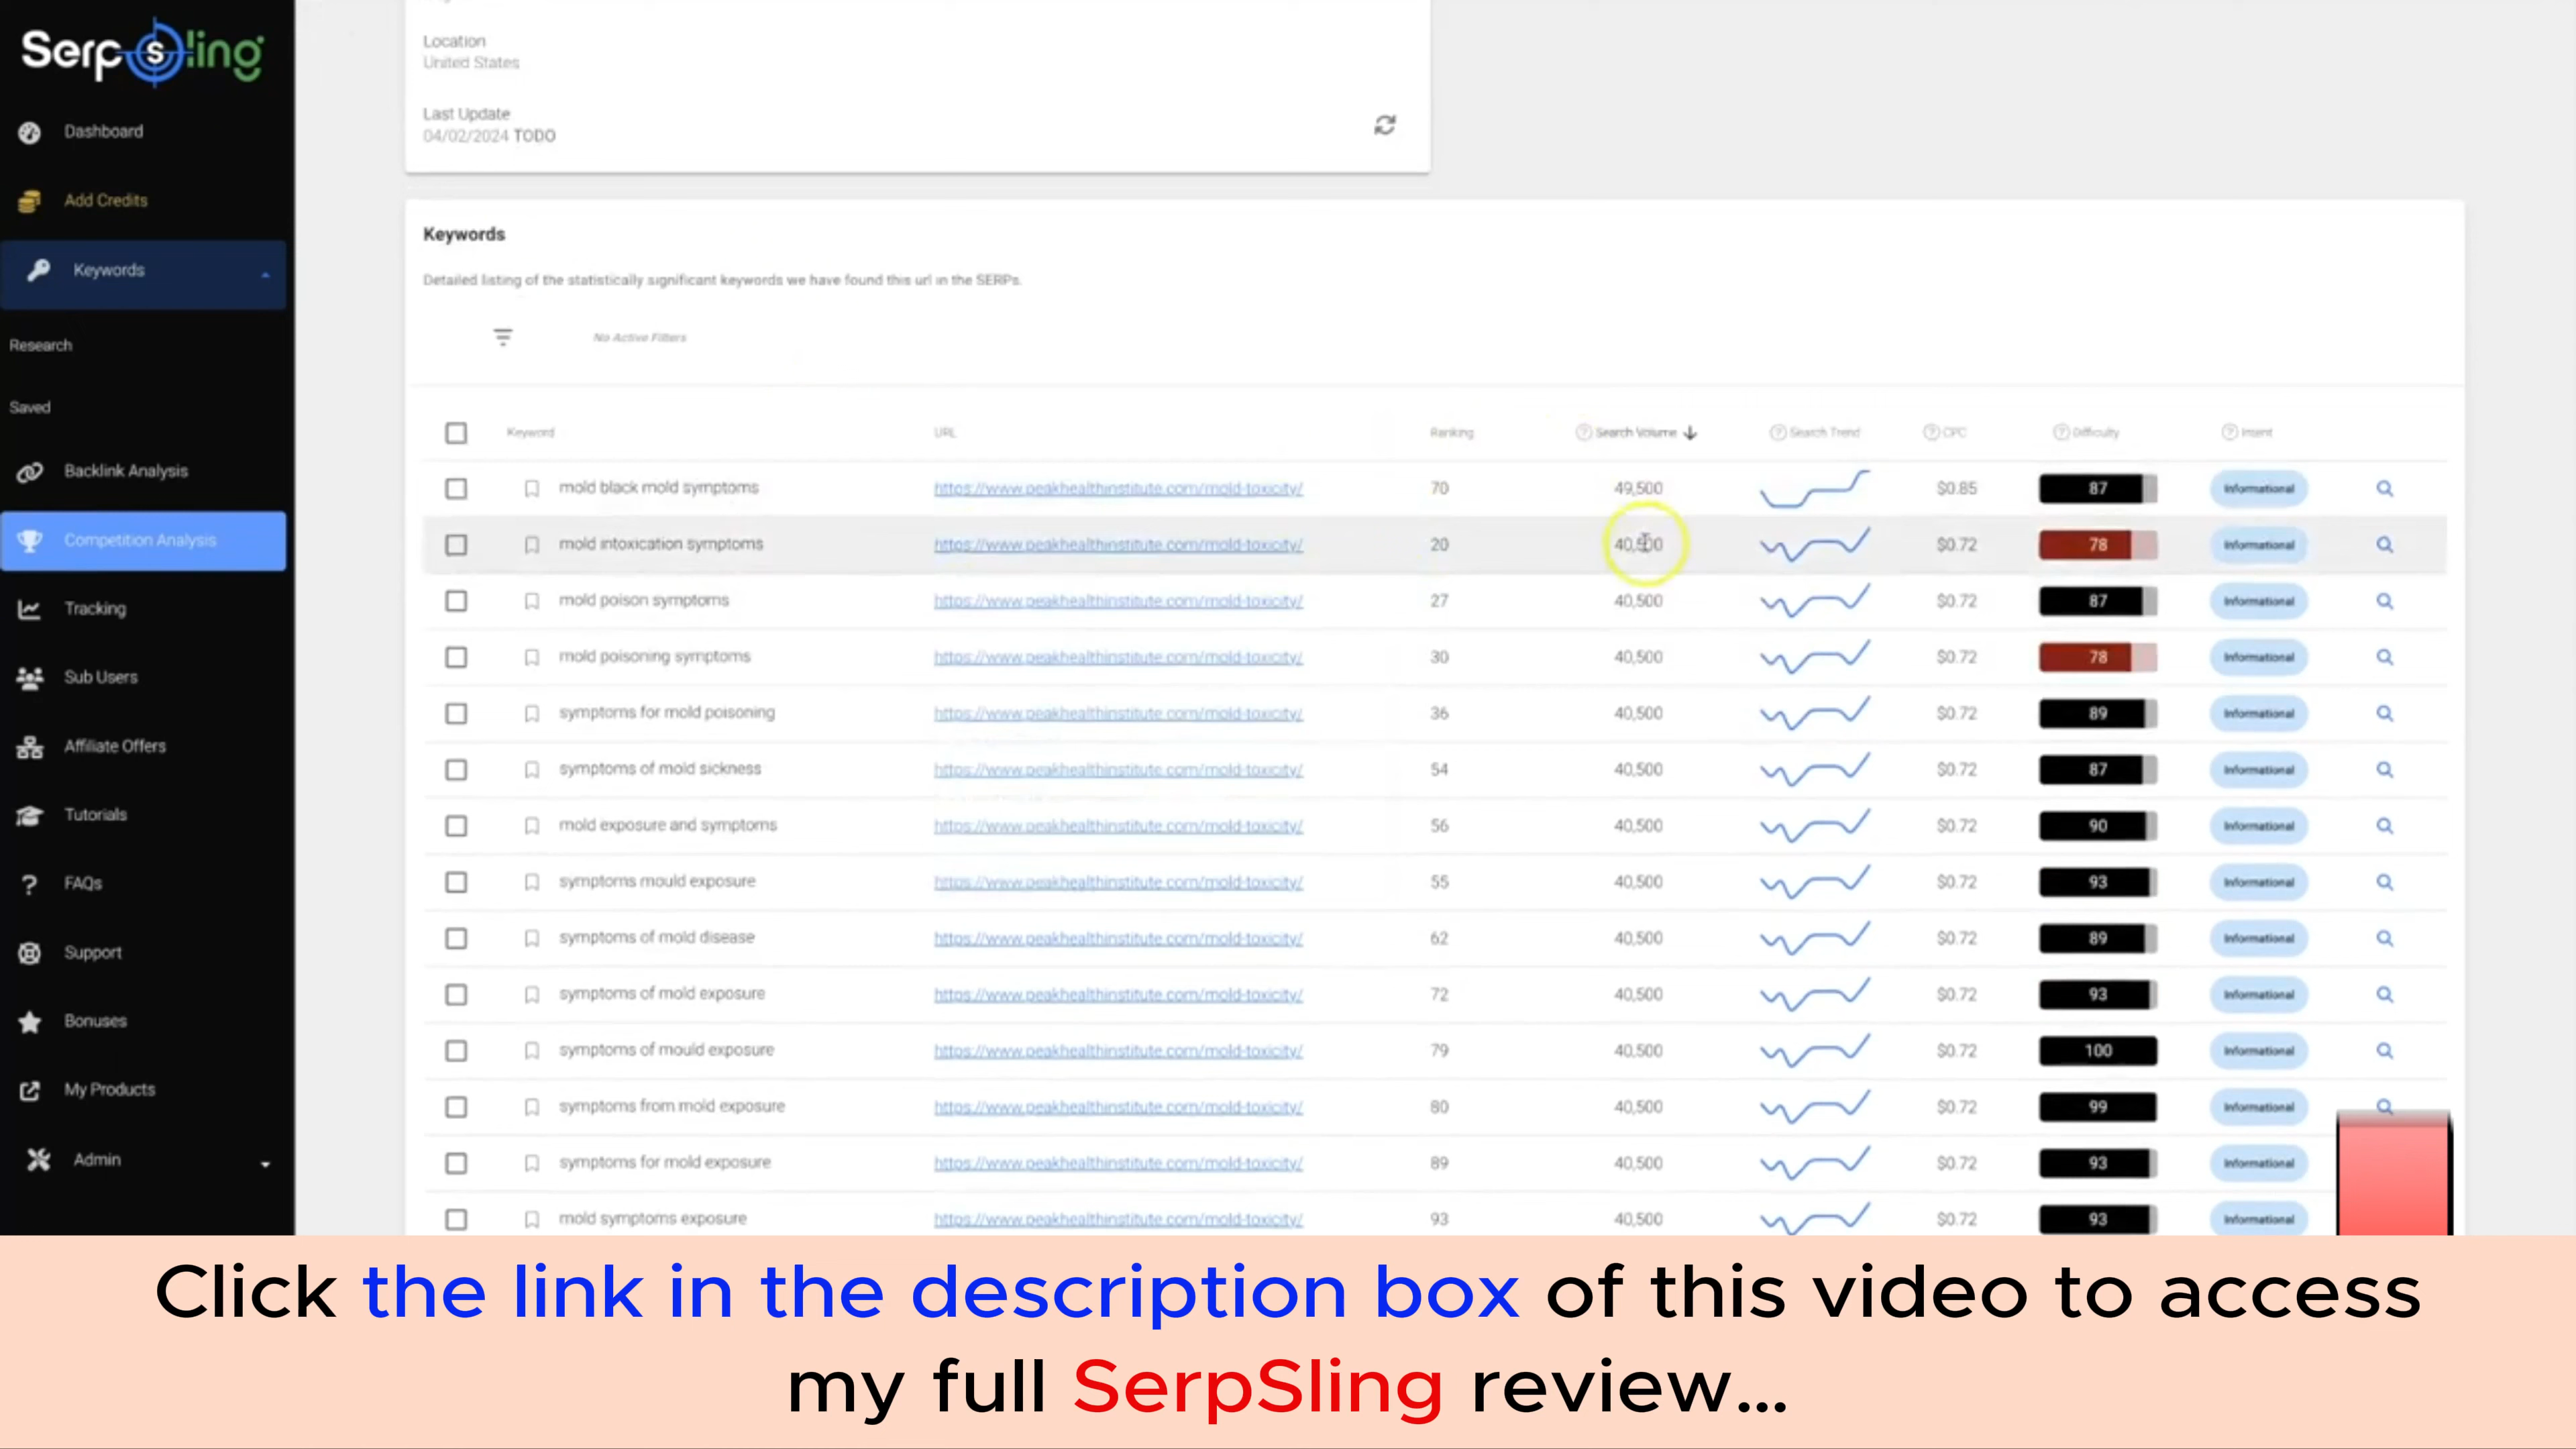 SerpSling
Location
United States
Last Update
04/02/2024 TODO
Dashboard
Add Credits
Keywords
Research
Saved
Backlink Analysis
Competition Analysis
Tracking
Sub Users
Affiliate Offers
Tutorials
FAQs
Support
Bonuses
My Products
Admin
Keywords
Detailed listing of the statistically significant keywords we have found this url in the SERPs.
No Active Filters
Keyword URL Ranking Search Volume Search Trend CPC Difficulty Intent
mold black mold symptoms https://www.peakhealthinstitute.com/mold-toxicity/ 70 49,500 $0.85 87 Informational
mold intoxication symptoms https://www.peakhealthinstitute.com/mold-toxicity/ 20 40,500 $0.72 78 Informational
mold poison symptoms https://www.peakhealthinstitute.com/mold-toxicity/ 27 40,500 $0.72 87 Informational
mold poisoning symptoms https://www.peakhealthinstitute.com/mold-toxicity/ 30 40,500 $0.72 78 Informational
symptoms for mold poisoning https://www.peakhealthinstitute.com/mold-toxicity/ 36 40,500 $0.72 89 Informational
symptoms of mold sickness https://www.peakhealthinstitute.com/mold-toxicity/ 54 40,500 $0.72 87 Informational
mold exposure and symptoms https://www.peakhealthinstitute.com/mold-toxicity/ 56 40,500 $0.72 90 Informational
symptoms mould exposure https://www.peakhealthinstitute.com/mold-toxicity/ 55 40,500 $0.72 93 Informational
symptoms of mold disease https://www.peakhealthinstitute.com/mold-toxicity/ 62 40,500 $0.72 89 Informational
symptoms of mold exposure https://www.peakhealthinstitute.com/mold-toxicity/ 72 40,500 $0.72 93 Informational
symptoms of mould exposure https://www.peakhealthinstitute.com/mold-toxicity/ 79 40,500 $0.72 100 Informational
symptoms from mold exposure https://www.peakhealthinstitute.com/mold-toxicity/ 80 40,500 $0.72 99 Informational
symptoms for mold exposure https://www.peakhealthinstitute.com/mold-toxicity/ 89 40,500 $0.72 93 Informational
mold symptoms exposure https://www.peakhealthinstitute.com/mold-toxicity/ 93 40,500 $0.72 93 Informational
Click the link in the description box of this video to access
my full SerpSling review...